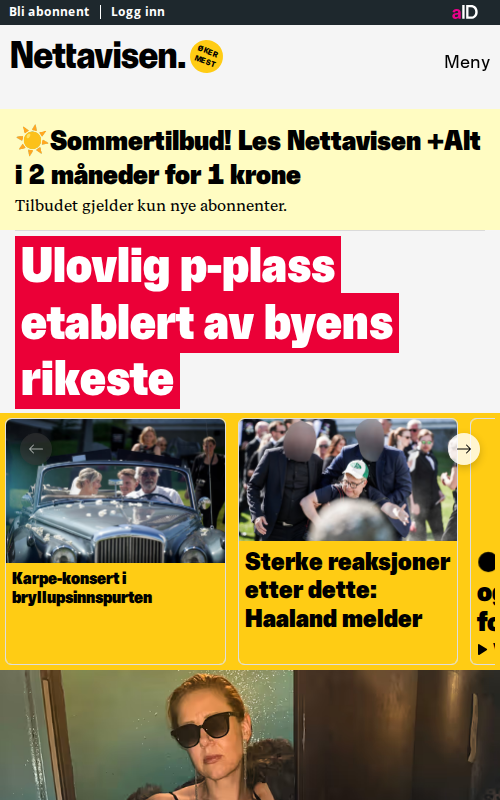 Bli abonnent | Logg inn
aID
Nettavisen.
ØKER
MEST
Meny
☀️Sommertilbud! Les Nettavisen +Alt
i 2 måneder for 1 krone
Tilbudet gjelder kun nye abonnenter.
Ulovlig p-plass
etablert av byens
rikeste
Karpe-konsert i
bryllupsinnspurten
Sterke reaksjoner
etter dette:
Haaland melder